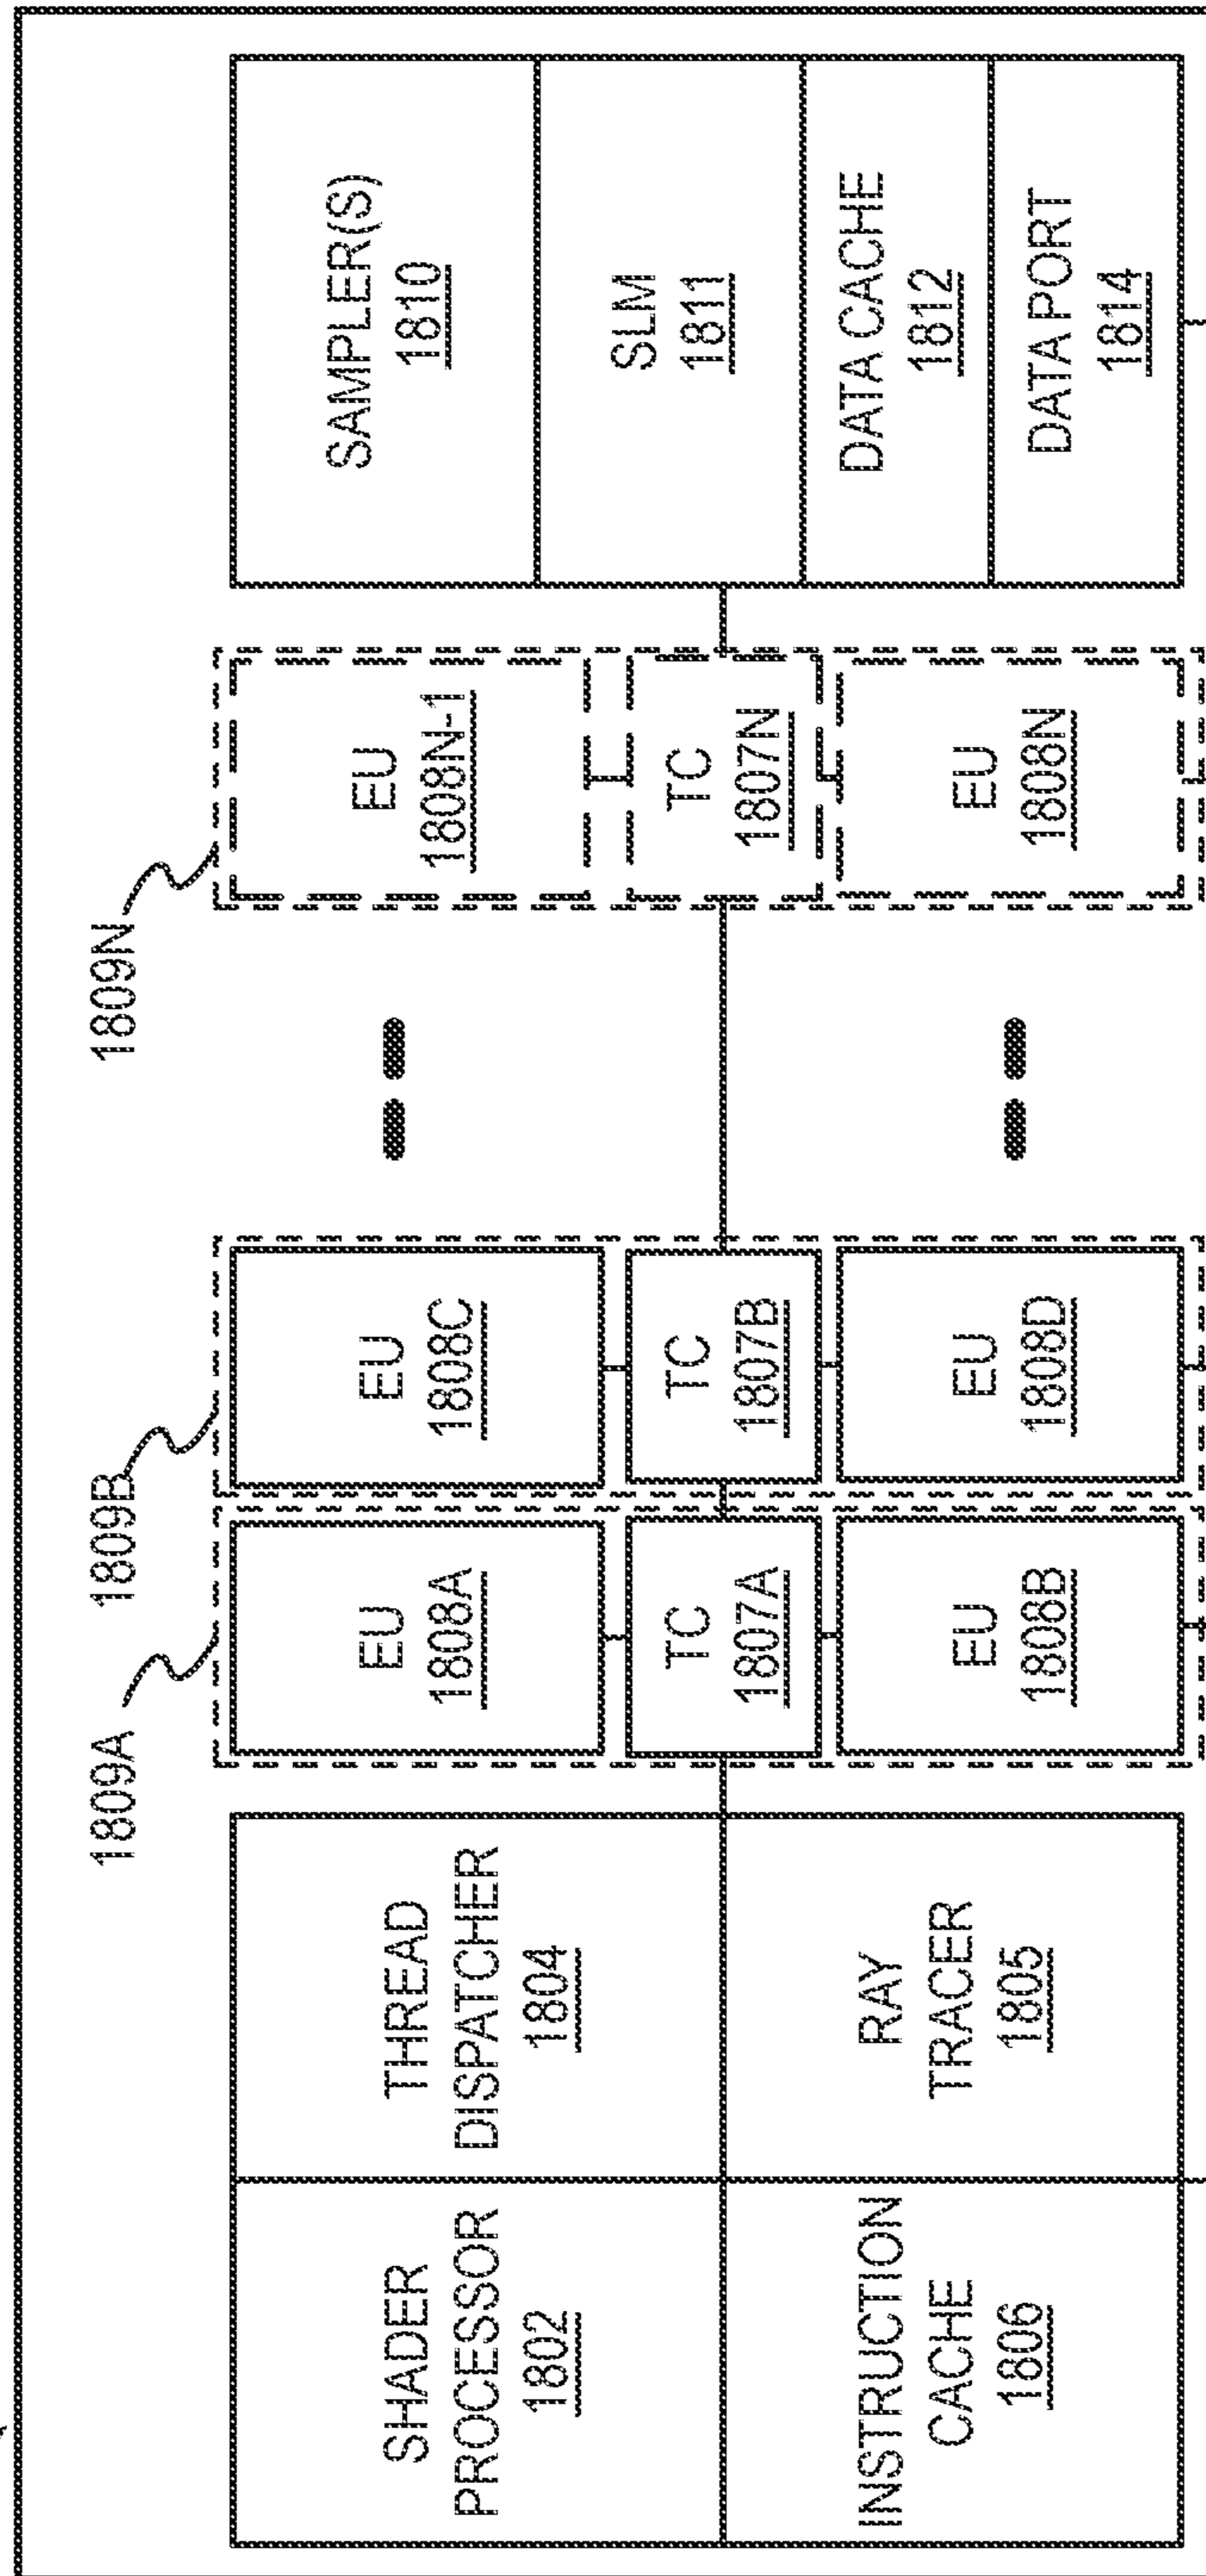 1809A
1809B
1809N
SHADER
PROCESSOR
1802
THREAD
DISPATCHER
1804
INSTRUCTION
CACHE
1806
RAY
TRACER
1805
EU
1808A
TC
1807A
EU
1808B
EU
1808C
TC
1807B
EU
1808D
EU
1808N-1
TC
1807N
EU
1808N
SAMPLER(S)
1810
SLM
1811
DATA CACHE
1812
DATA PORT
1814